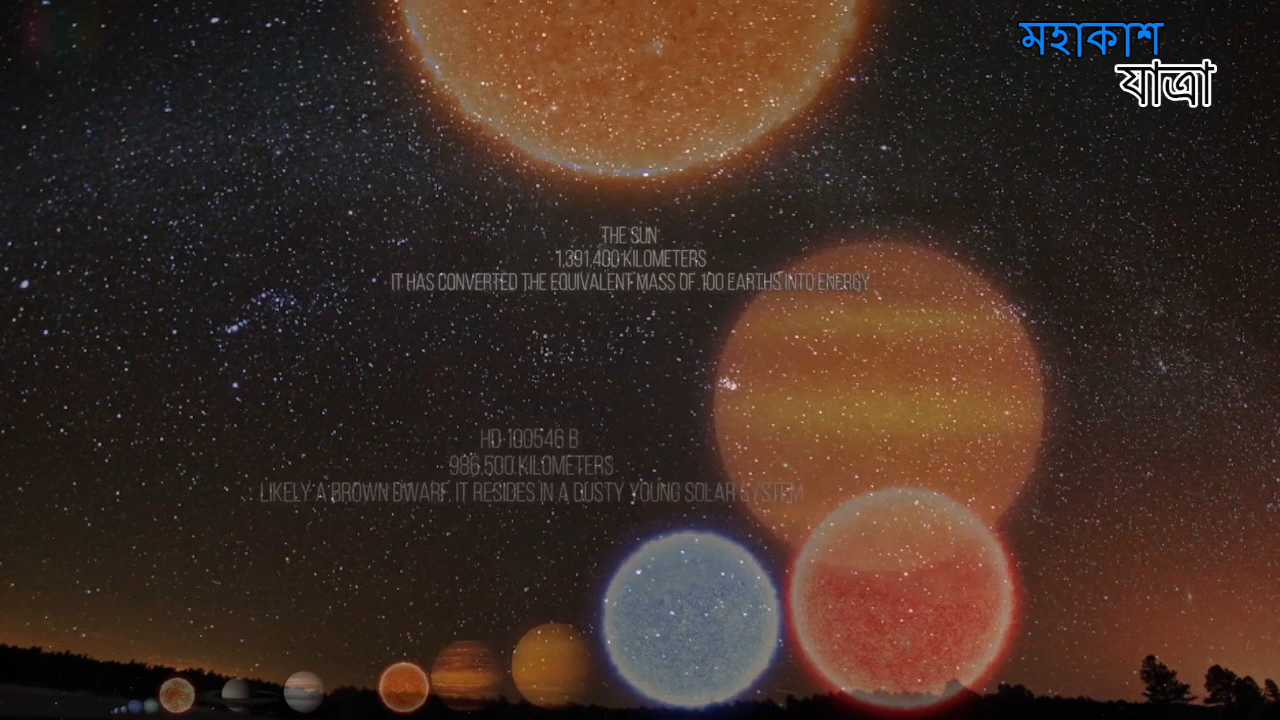 মহাকাশ
যাত্রা
THE SUN
1,391,400 KILOMETERS
IT HAS CONVERTED THE EQUIVALENT MASS OF 100 EARTHS INTO ENERGY
HD 100546 B
986,500 KILOMETERS
LIKELY A BROWN DWARF, IT RESIDES IN A DUSTY YOUNG SOLAR SYSTEM